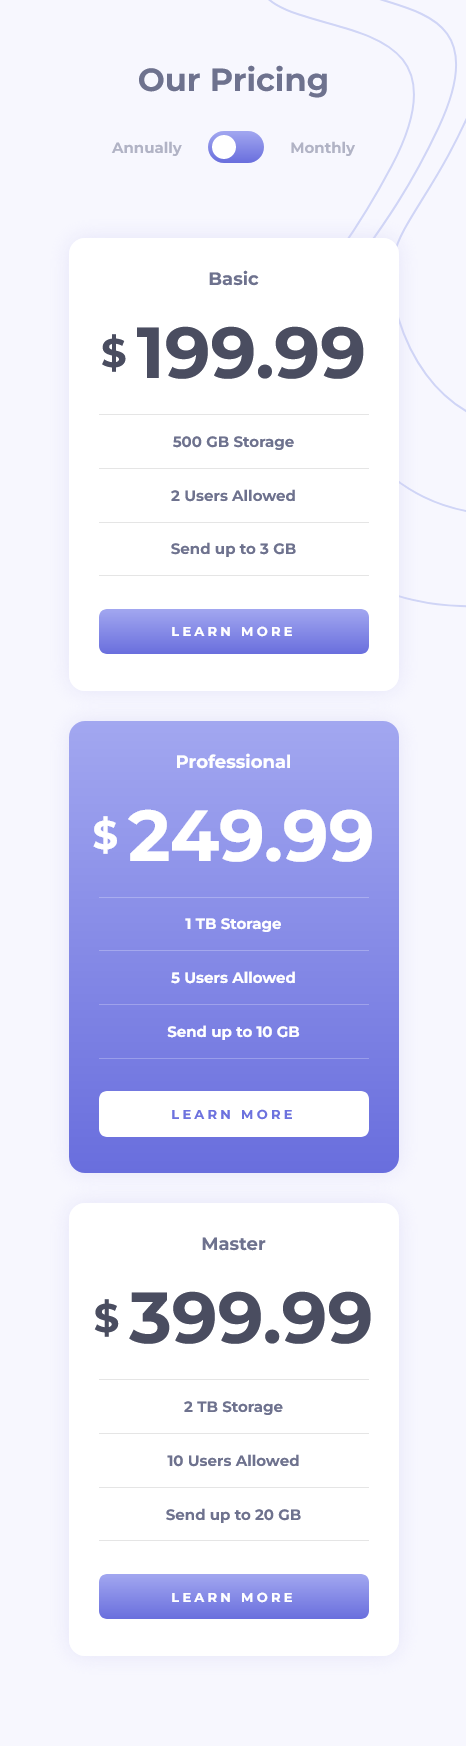 Our Pricing
Annually Monthly
Basic
$ 199.99
500 GB Storage
2 Users Allowed
Send up to 3 GB
LEARN MORE
Professional
$ 249.99
1 TB Storage
5 Users Allowed
Send up to 10 GB
LEARN MORE
Master
$ 399.99
2 TB Storage
10 Users Allowed
Send up to 20 GB
LEARN MORE